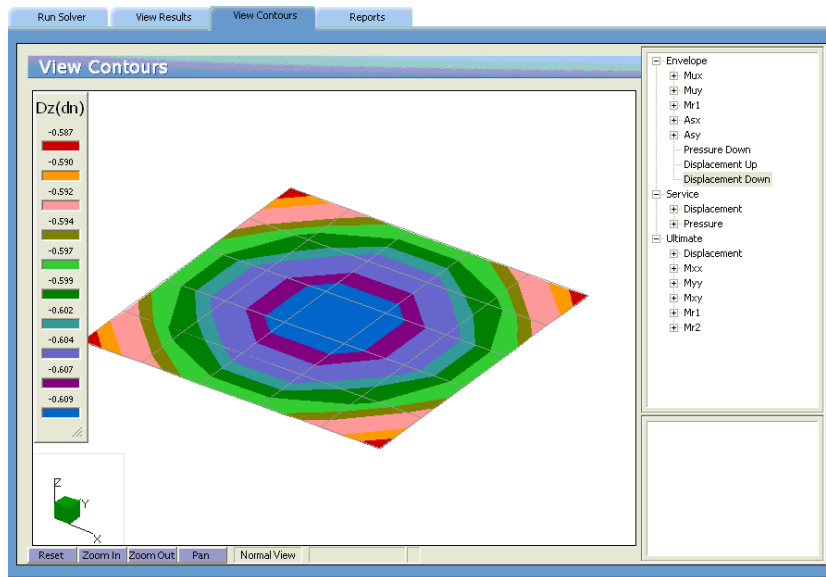 Run Solver
View Results
View Contours
Reports
View Contours
Dz(dn)
-0.587
-0.590
-0.592
-0.594
-0.597
-0.599
-0.602
-0.604
-0.607
-0.609
Z
Y
X
Reset
Zoom In
Zoom Out
Pan
Normal View
Envelope
Mux
Muy
Mr1
Asx
Asy
Pressure Down
Displacement Up
Displacement Down
Service
Displacement
Pressure
Ultimate
Displacement
Mxx
Myy
Mxy
Mr1
Mr2